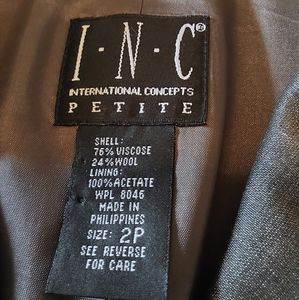 I·N·C®
INTERNATIONAL CONCEPTS
PETITE
SHELL:
76% VISCOSE
24% WOOL
LINING:
100% ACETATE
WPL 8046
MADE IN
PHILIPPINES
SIZE: 2P
SEE REVERSE
FOR CARE